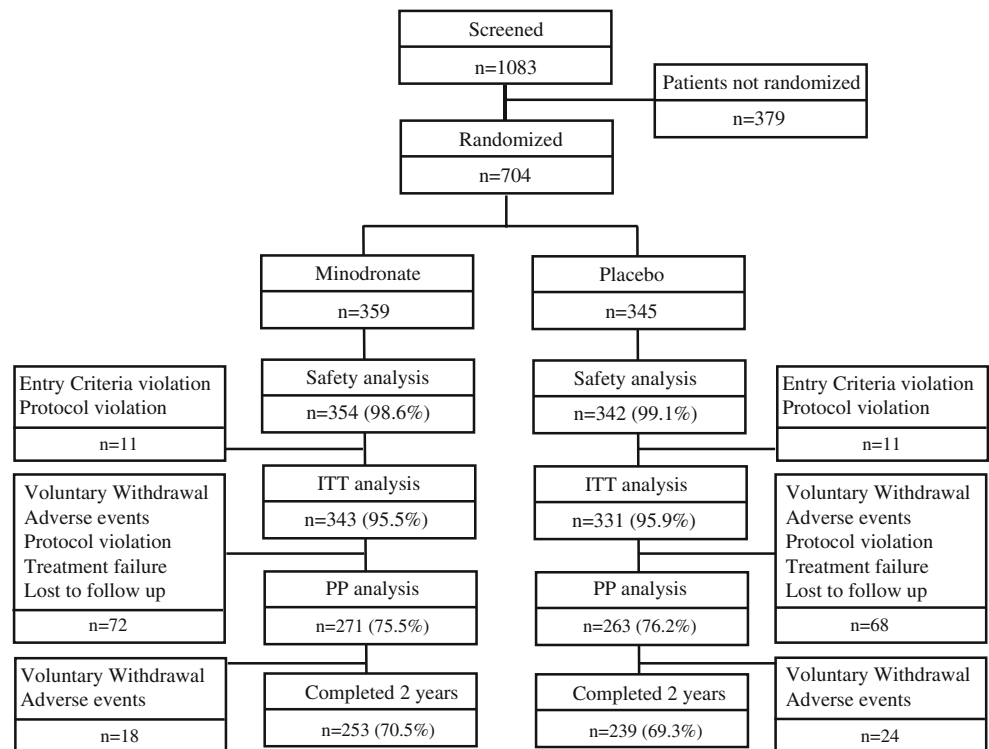 Screened
n=1083
Patients not randomized
n=379
Randomized
n=704
Minodronate
n=359
Placebo
n=345
Safety analysis
n=354 (98.6%)
Safety analysis
n=342 (99.1%)
Entry Criteria violation
Protocol violation
n=11
Entry Criteria violation
Protocol violation
n=11
ITT analysis
n=343 (95.5%)
ITT analysis
n=331 (95.9%)
Voluntary Withdrawal
Adverse events
Protocol violation
Treatment failure
Lost to follow up
n=72
Voluntary Withdrawal
Adverse events
Protocol violation
Treatment failure
Lost to follow up
n=68
PP analysis
n=271 (75.5%)
PP analysis
n=263 (76.2%)
Voluntary Withdrawal
Adverse events
n=18
Voluntary Withdrawal
Adverse events
n=24
Completed 2 years
n=253 (70.5%)
Completed 2 years
n=239 (69.3%)